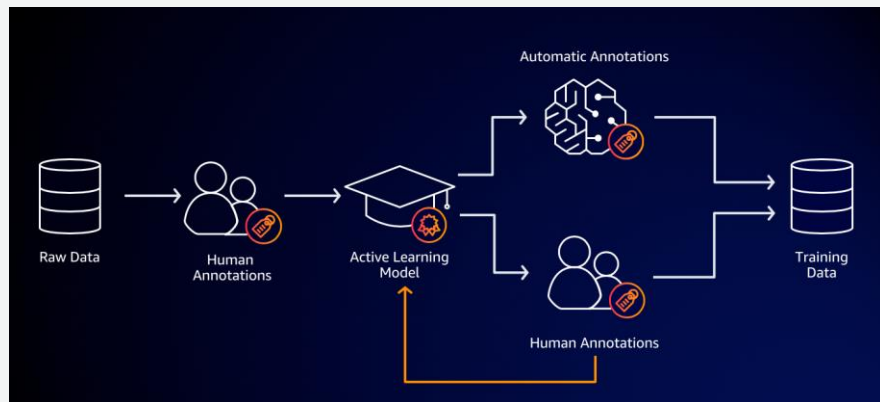 Automatic Annotations
Raw Data
Human
Annotations
Active Learning
Model
Human Annotations
Training
Data